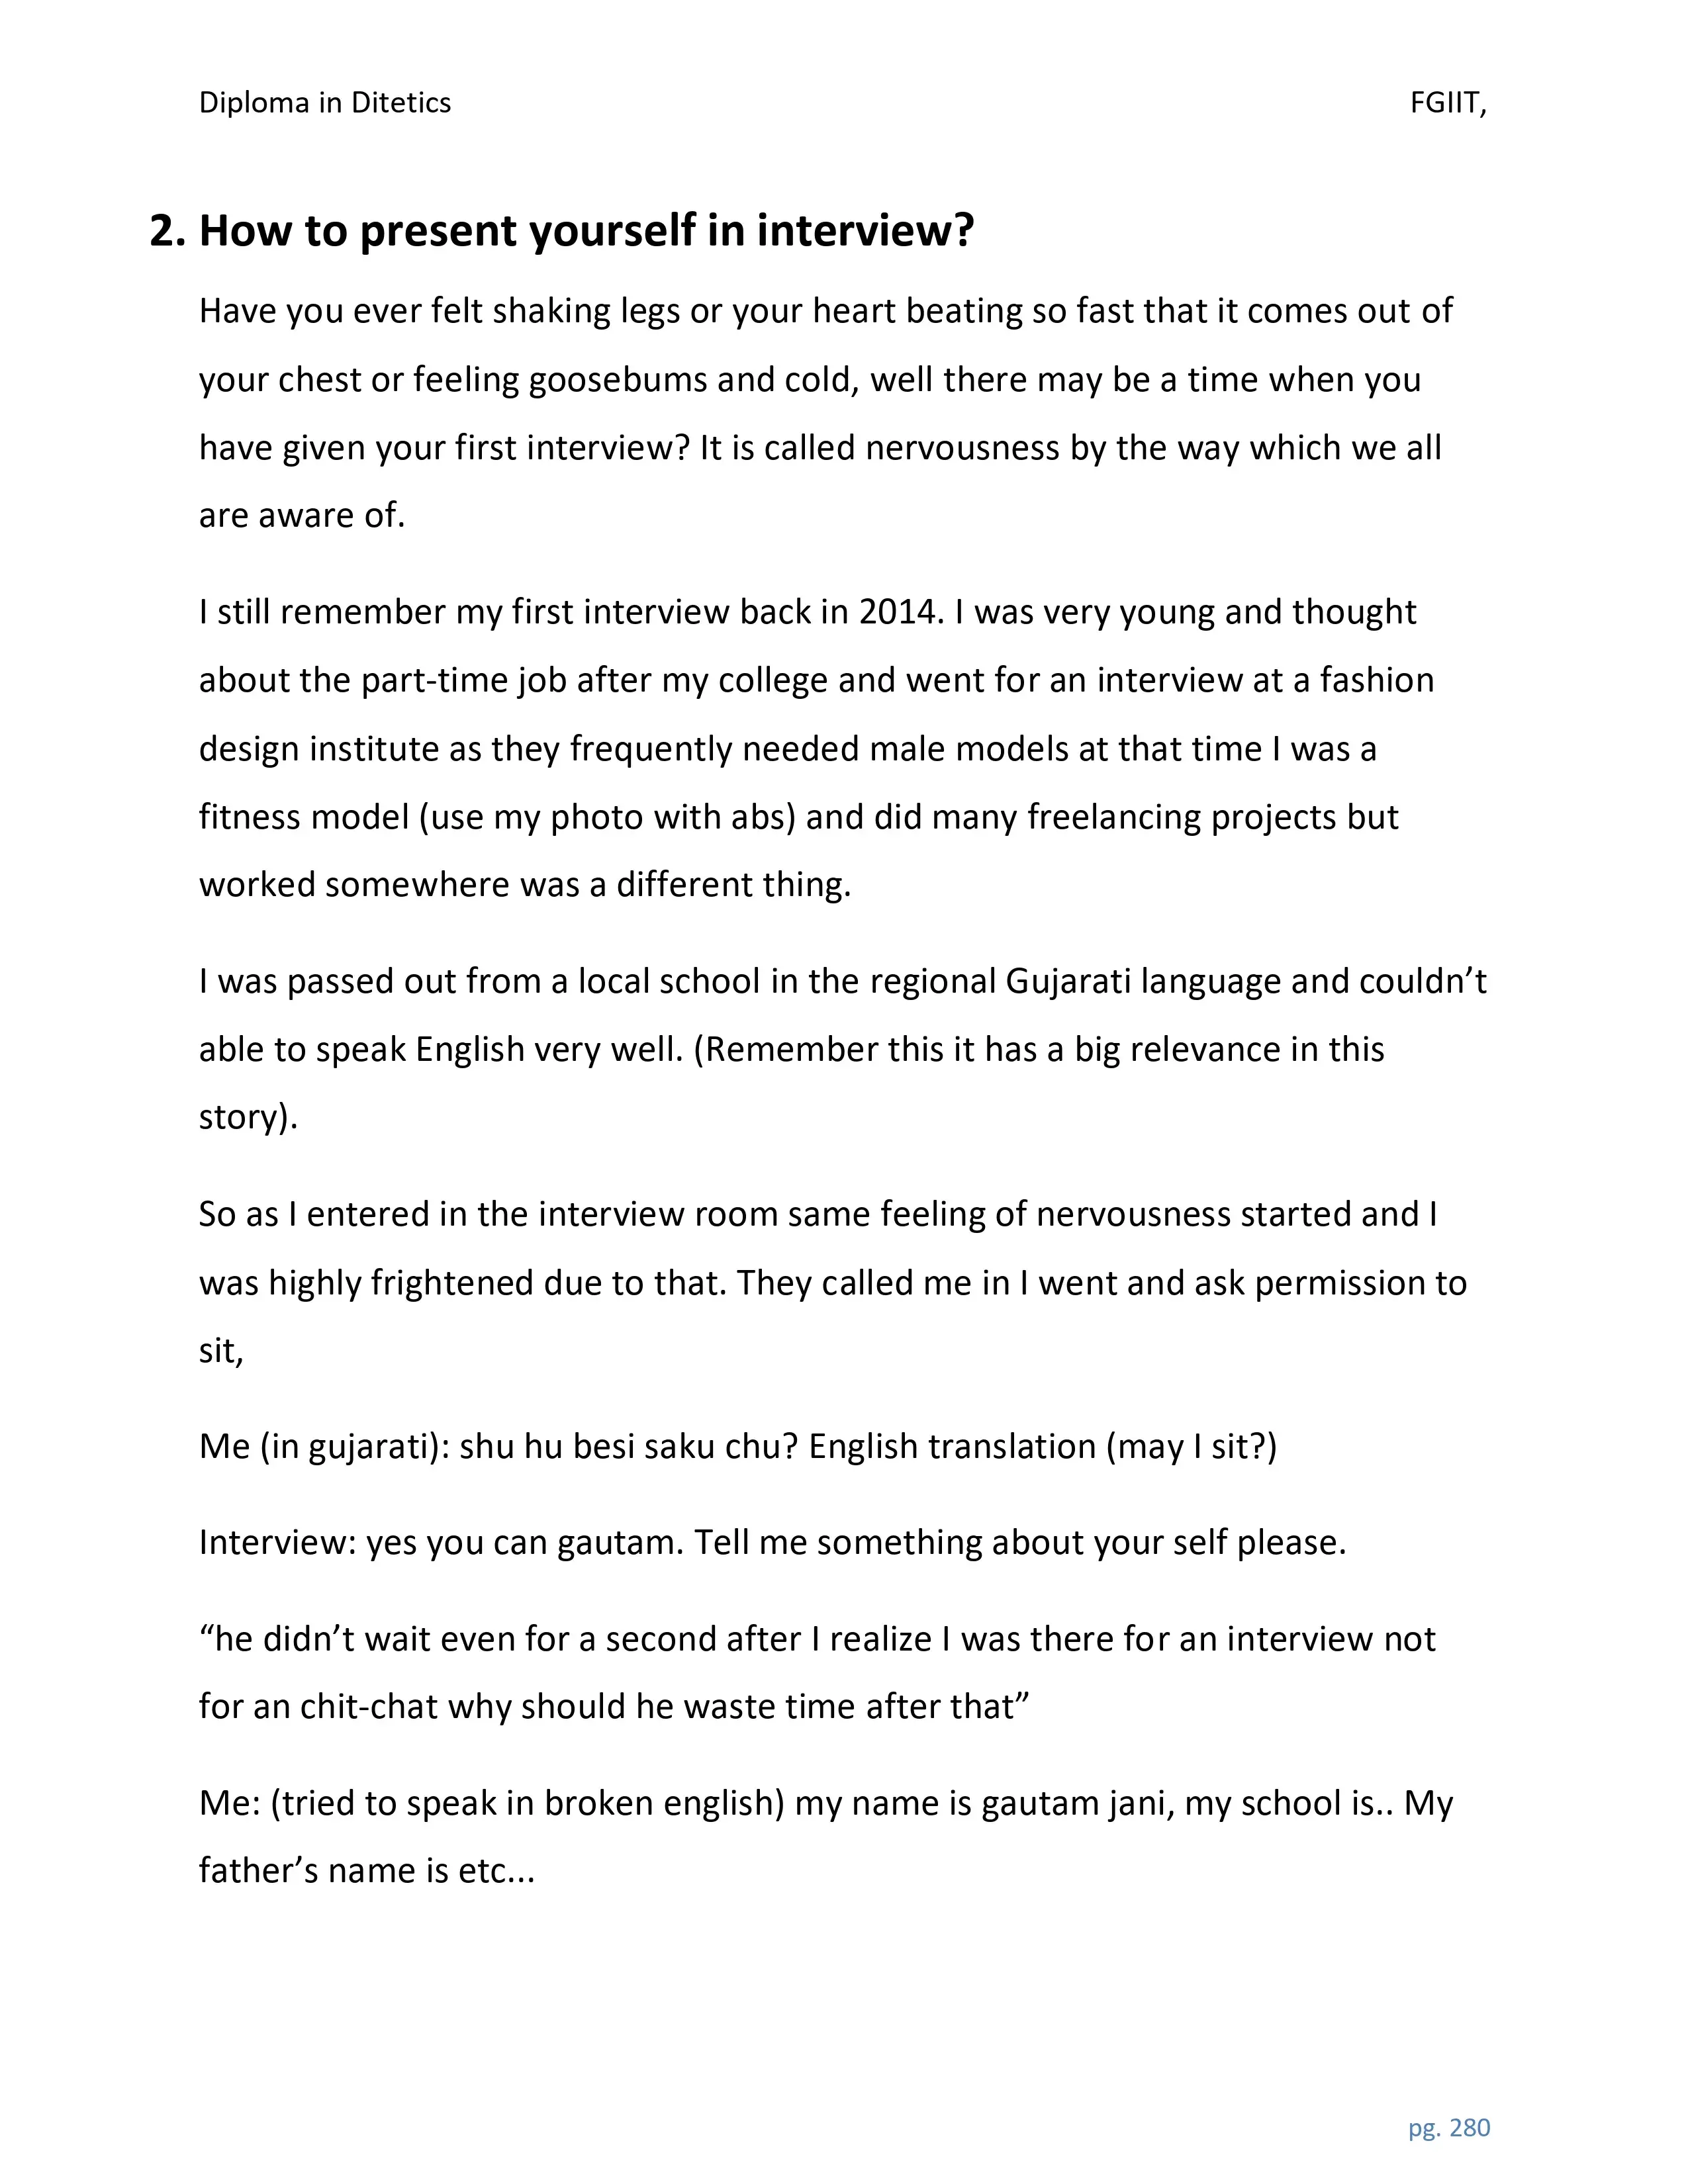 Diploma in Ditetics FGIIT,
2. How to present yourself in interview?
Have you ever felt shaking legs or your heart beating so fast that it comes out of
your chest or feeling goosebums and cold, well there may be a time when you
have given your first interview? It is called nervousness by the way which we all
are aware of.
I still remember my first interview back in 2014. I was very young and thought
about the part-time job after my college and went for an interview at a fashion
design institute as they frequently needed male models at that time I was a
fitness model (use my photo with abs) and did many freelancing projects but
worked somewhere was a different thing.
I was passed out from a local school in the regional Gujarati language and couldn’t
able to speak English very well. (Remember this it has a big relevance in this
story).
So as I entered in the interview room same feeling of nervousness started and I
was highly frightened due to that. They called me in I went and ask permission to
sit,
Me (in gujarati): shu hu besi saku chu? English translation (may I sit?)
Interview: yes you can gautam. Tell me something about your self please.
“he didn’t wait even for a second after I realize I was there for an interview not
for an chit-chat why should he waste time after that”
Me: (tried to speak in broken english) my name is gautam jani, my school is.. My
father’s name is etc...
pg. 280